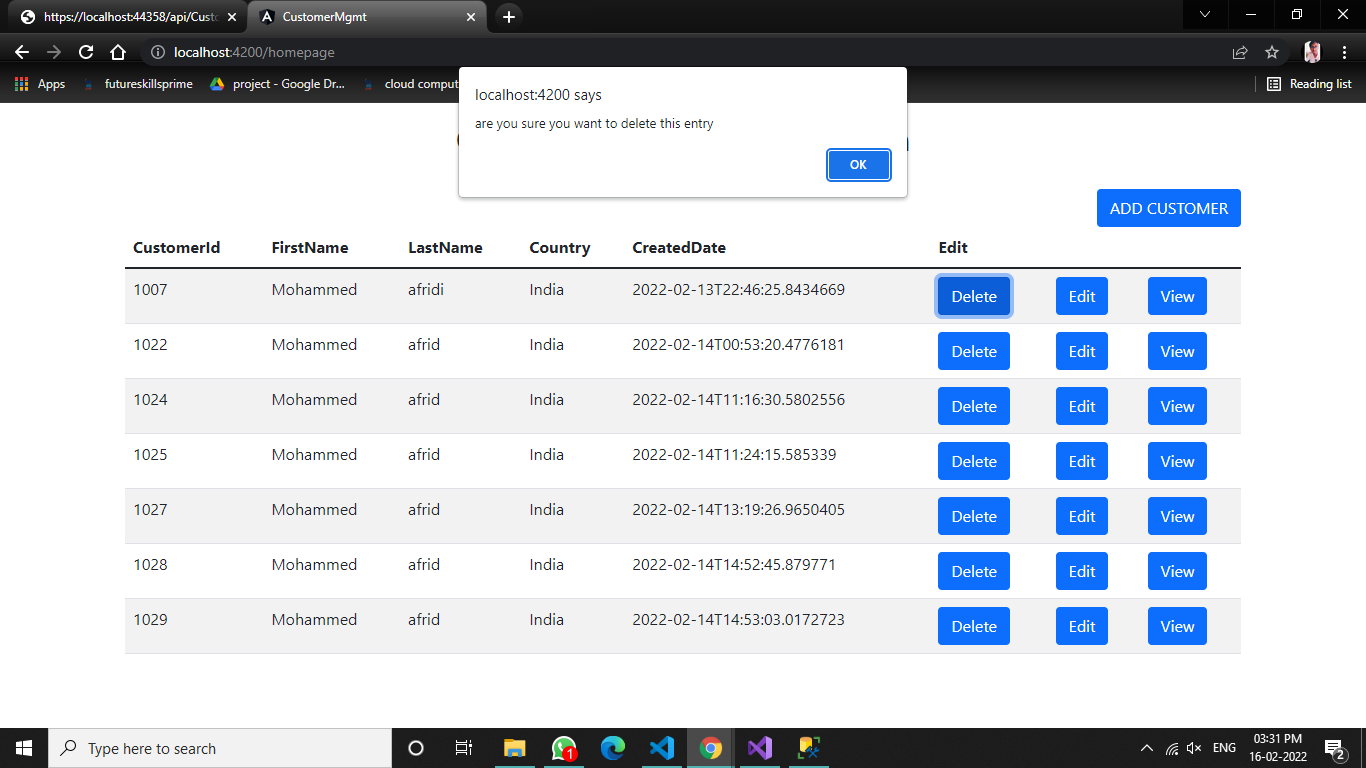 https://localhost:44358/api/Cust
CustomerMgmt
localhost:4200/homepage
Apps futureskillsprime project - Google Dr... cloud comput Reading list
localhost:4200 says
are you sure you want to delete this entry
OK
ADD CUSTOMER
CustomerId FirstName LastName Country CreatedDate Edit
1007 Mohammed afridi India 2022-02-13T22:46:25.8434669 Delete Edit View
1022 Mohammed afrid India 2022-02-14T00:53:20.4776181 Delete Edit View
1024 Mohammed afrid India 2022-02-14T11:16:30.5802556 Delete Edit View
1025 Mohammed afrid India 2022-02-14T11:24:15.585339 Delete Edit View
1027 Mohammed afrid India 2022-02-14T13:19:26.9650405 Delete Edit View
1028 Mohammed afrid India 2022-02-14T14:52:45.879771 Delete Edit View
1029 Mohammed afrid India 2022-02-14T14:53:03.0172723 Delete Edit View
Type here to search
1
ENG
03:31 PM
16-02-2022
2